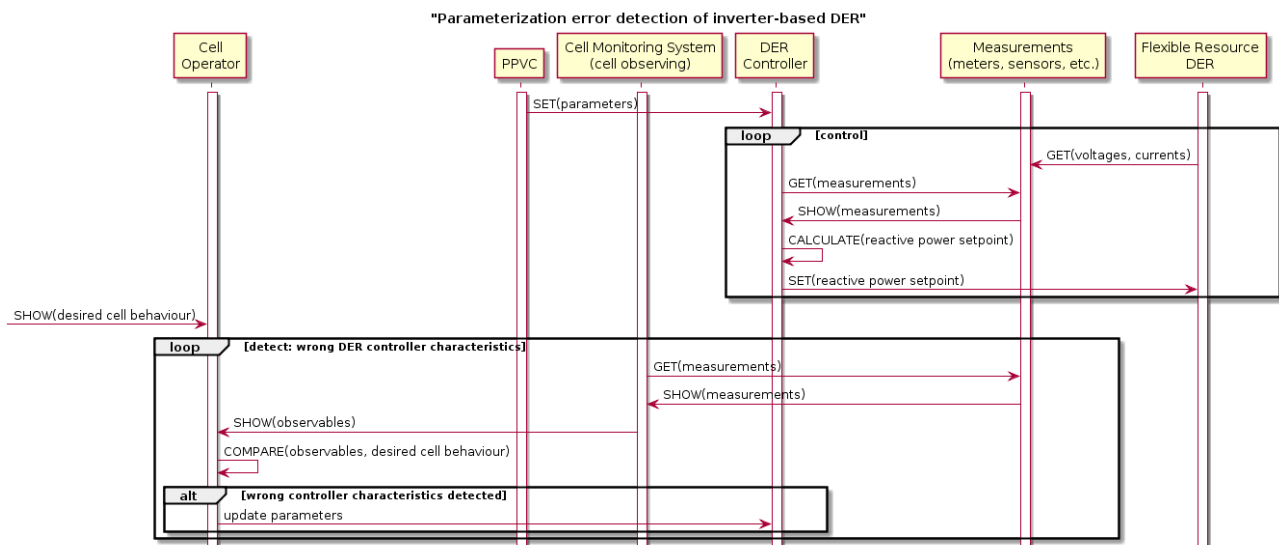 "Parameterization error detection of inverter-based DER"
Cell
Operator
PPVC
Cell Monitoring System
(cell observing)
DER
Controller
Measurements
(meters, sensors, etc.)
Flexible Resource
DER
SET(parameters)
loop [control]
GET(voltages, currents)
GET(measurements)
SHOW(measurements)
CALCULATE(reactive power setpoint)
SET(reactive power setpoint)
SHOW(desired cell behaviour)
loop [detect: wrong DER controller characteristics]
GET(measurements)
SHOW(measurements)
SHOW(observables)
COMPARE(observables, desired cell behaviour)
alt [wrong controller characteristics detected]
update parameters